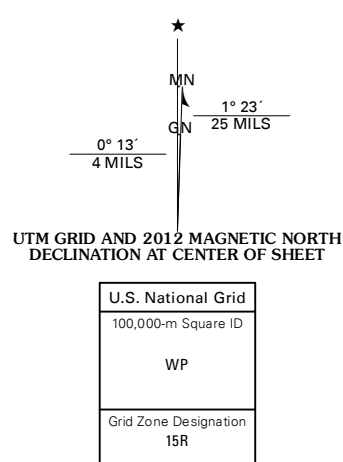 ★
MN
1° 23´
25 MILS
GN
0° 13´
4 MILS
UTM GRID AND 2012 MAGNETIC NORTH
DECLINATION AT CENTER OF SHEET
U.S. National Grid
100,000-m Square ID
WP
Grid Zone Designation
15R